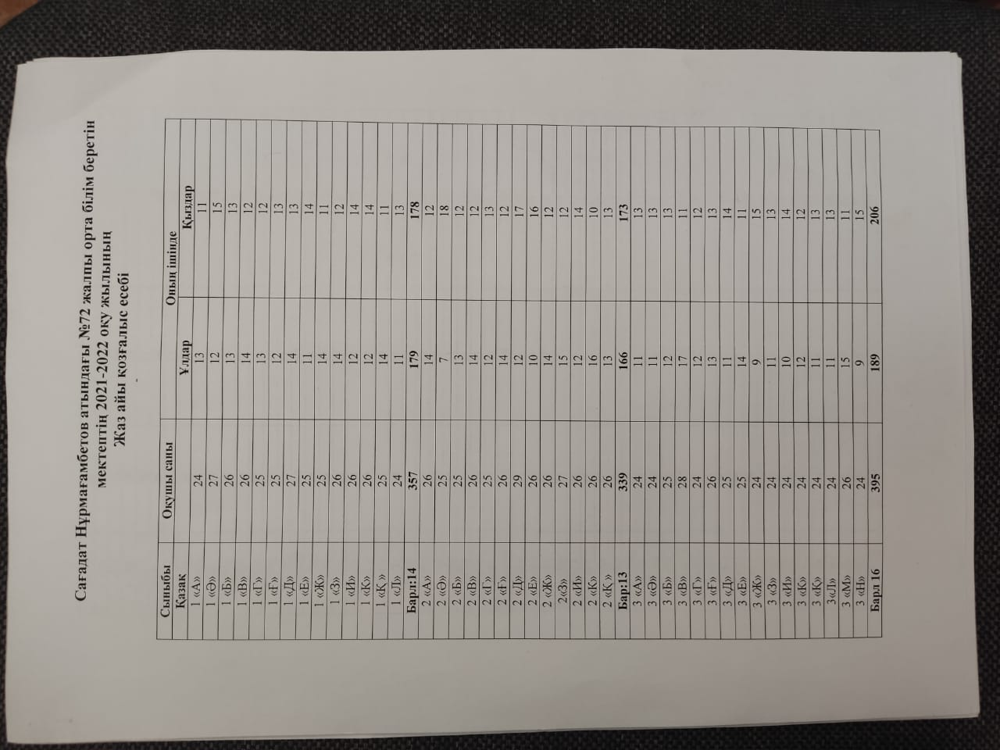 Сағадат Нұрмағамбетов атындағы №72 жалпы орта білім беретін
мектептің 2021-2022 оқу жылының
Жаз айы қозғалыс есебі
Сыныбы Оқушы саны Оның ішінде
Қазақ Ұлдар Қыздар
1 «А» 24 13 11
1 «Ә» 27 12 15
1 «Б» 26 13 13
1 «В» 26 14 12
1 «Г» 25 13 12
1 «Ғ» 25 12 13
1 «Д» 27 14 13
1 «Е» 25 11 14
1 «Ж» 25 14 11
1 «З» 26 14 12
1 «И» 26 12 14
1 «К» 26 12 14
1 «Қ» 25 14 11
1 «Л» 24 11 13
Барл:14 357 179 178
2 «А» 26 14 12
2 «Ә» 25 7 18
2 «Б» 25 13 12
2 «В» 26 14 12
2 «Г» 25 12 13
2 «Ғ» 26 14 12
2 «Д» 29 12 17
2 «Е» 26 10 16
2 «Ж» 26 14 12
2«З» 27 15 12
2 «И» 26 12 14
2 «К» 26 16 10
2 «Қ » 26 13 13
Бар:13 339 166 173
3 «А» 24 11 13
3 «Ә» 24 11 13
3 «Б» 25 12 13
3 «В» 28 17 11
3 «Г» 24 12 12
3 «Ғ» 26 13 13
3 «Д» 25 11 14
3 «Е» 25 14 11
3 «Ж» 24 9 15
3 «З» 24 11 13
3 «И» 24 10 14
3 «К» 24 12 12
3 «Қ» 24 11 13
3«Л» 24 11 13
3 «М» 26 15 11
3 «Н» 24 9 15
Барл 16 395 189 206